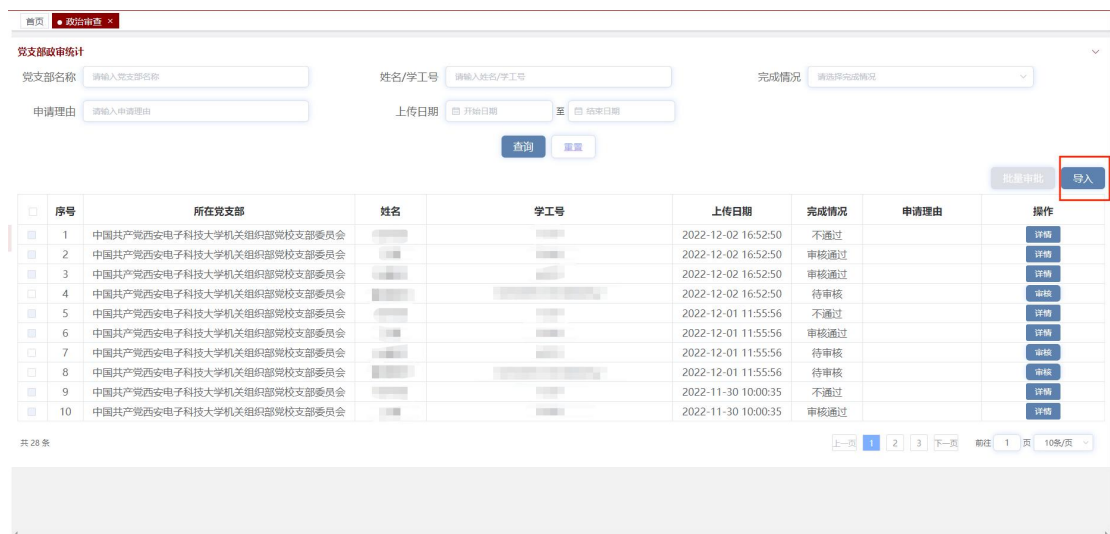 首页 ● 政治审查 ×
党支部政审统计
党支部名称 请输入党支部名称 姓名/学工号 请输入姓名/学工号 完成情况 请选择完成情况
申请理由 请输入申请理由 上传日期 开始日期 至 结束日期
查询 重置
批量审批 导入
序号 所在党支部 姓名 学工号 上传日期 完成情况 申请理由 操作
1 中国共产党西安电子科技大学机关组织部党校支部委员会 2022-12-02 16:52:50 不通过 详情
2 中国共产党西安电子科技大学机关组织部党校支部委员会 2022-12-02 16:52:50 审核通过 详情
3 中国共产党西安电子科技大学机关组织部党校支部委员会 2022-12-02 16:52:50 审核通过 详情
4 中国共产党西安电子科技大学机关组织部党校支部委员会 2022-12-02 16:52:50 待审核 审核
5 中国共产党西安电子科技大学机关组织部党校支部委员会 2022-12-01 11:55:56 不通过 详情
6 中国共产党西安电子科技大学机关组织部党校支部委员会 2022-12-01 11:55:56 审核通过 详情
7 中国共产党西安电子科技大学机关组织部党校支部委员会 2022-12-01 11:55:56 待审核 审核
8 中国共产党西安电子科技大学机关组织部党校支部委员会 2022-12-01 11:55:56 待审核 审核
9 中国共产党西安电子科技大学机关组织部党校支部委员会 2022-11-30 10:00:35 不通过 详情
10 中国共产党西安电子科技大学机关组织部党校支部委员会 2022-11-30 10:00:35 审核通过 详情
共 28 条 上一页 1 2 3 下一页 前往 1 页 10条/页